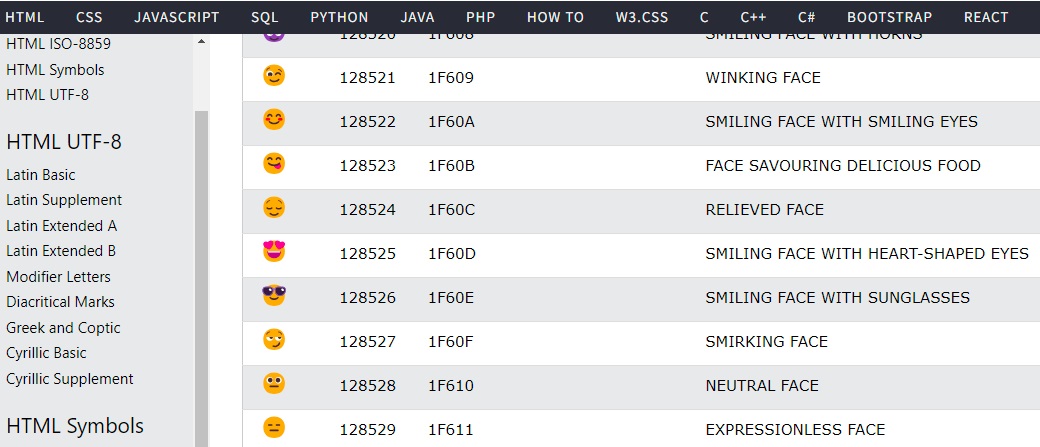 HTML CSS JAVASCRIPT SQL PYTHON JAVA PHP HOW TO W3.CSS C C++ C# BOOTSTRAP REACT
HTML ISO-8859
HTML Symbols
HTML UTF-8
HTML UTF-8
Latin Basic
Latin Supplement
Latin Extended A
Latin Extended B
Modifier Letters
Diacritical Marks
Greek and Coptic
Cyrillic Basic
Cyrillic Supplement
HTML Symbols
128520 1F608 SMILING FACE WITH HORNS
128521 1F609 WINKING FACE
128522 1F60A SMILING FACE WITH SMILING EYES
128523 1F60B FACE SAVOURING DELICIOUS FOOD
128524 1F60C RELIEVED FACE
128525 1F60D SMILING FACE WITH HEART-SHAPED EYES
128526 1F60E SMILING FACE WITH SUNGLASSES
128527 1F60F SMIRKING FACE
128528 1F610 NEUTRAL FACE
128529 1F611 EXPRESSIONLESS FACE